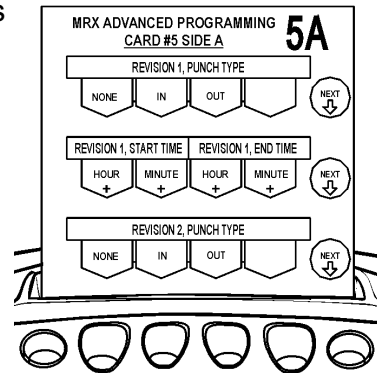 s
MRX ADVANCED PROGRAMMING
CARD #5 SIDE A
5A
REVISION 1, PUNCH TYPE
NONE IN OUT NEXT
REVISION 1, START TIME REVISION 1, END TIME
HOUR + MINUTE + HOUR + MINUTE + NEXT
REVISION 2, PUNCH TYPE
NONE IN OUT NEXT